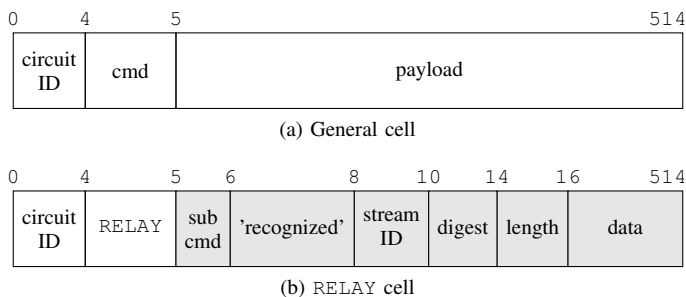 0 4 5 514
circuit ID cmd payload
(a) General cell
0 4 5 6 8 10 14 16 514
circuit ID RELAY sub cmd 'recognized' stream ID digest length data
(b) RELAY cell